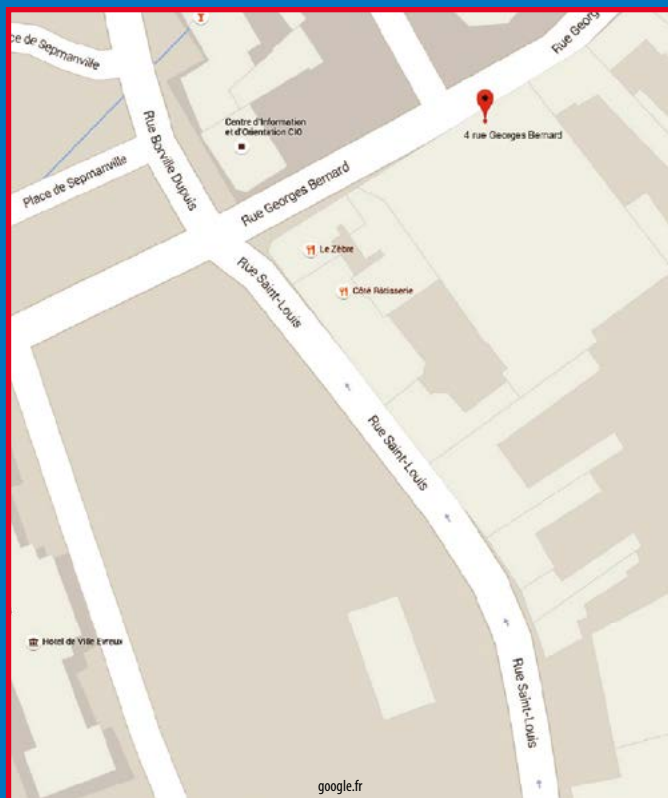 Rue Georg
ce de Sepmanville
Rue Borville Dupuis
Centre d'Information
et d'Orientation CIO
4 rue Georges Bernard
Place de Sepmanville
Rue Georges Bernard
Le Zèbre
Rue Saint-Louis
Côté Rôtisserie
Rue Saint-Louis
Hotel de Ville Evreux
Rue Saint-Louis
google.fr